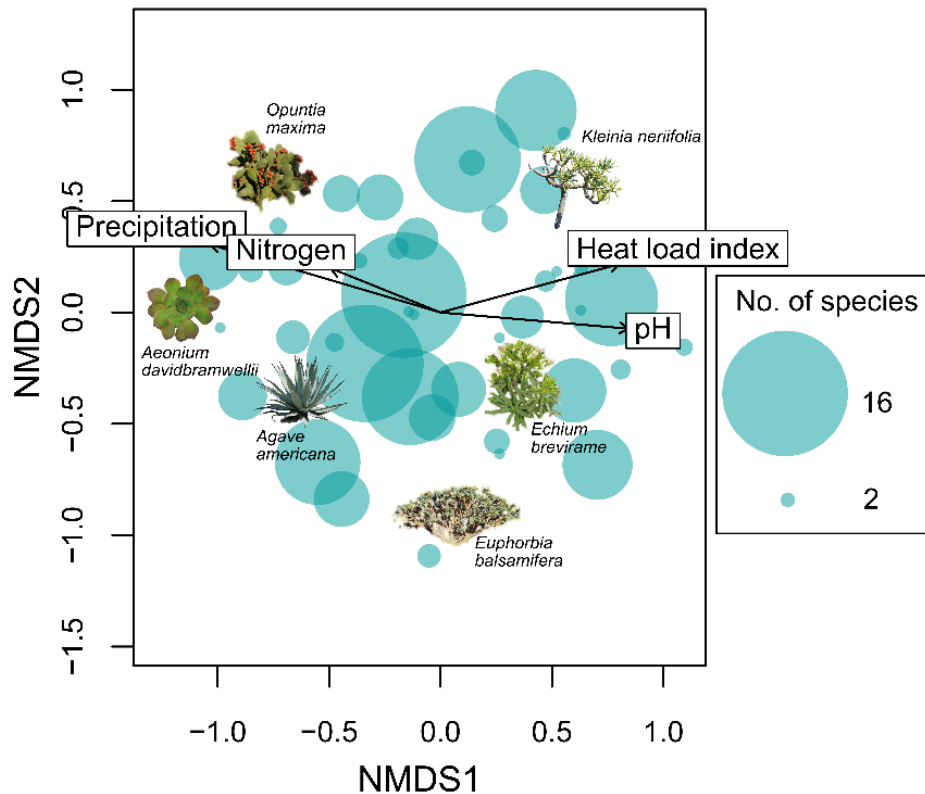 Opuntia
maxima
Kleinia neriifolia
Precipitation
Nitrogen
Heat load index
pH
Aeonium
davidbramwellii
Agave
americana
Echium
brevirame
Euphorbia
balsamifera
No. of species
16
2
NMDS2
1.0
0.5
0.0
−0.5
−1.0
−1.5
−1.0
−0.5
0.0
0.5
1.0
NMDS1